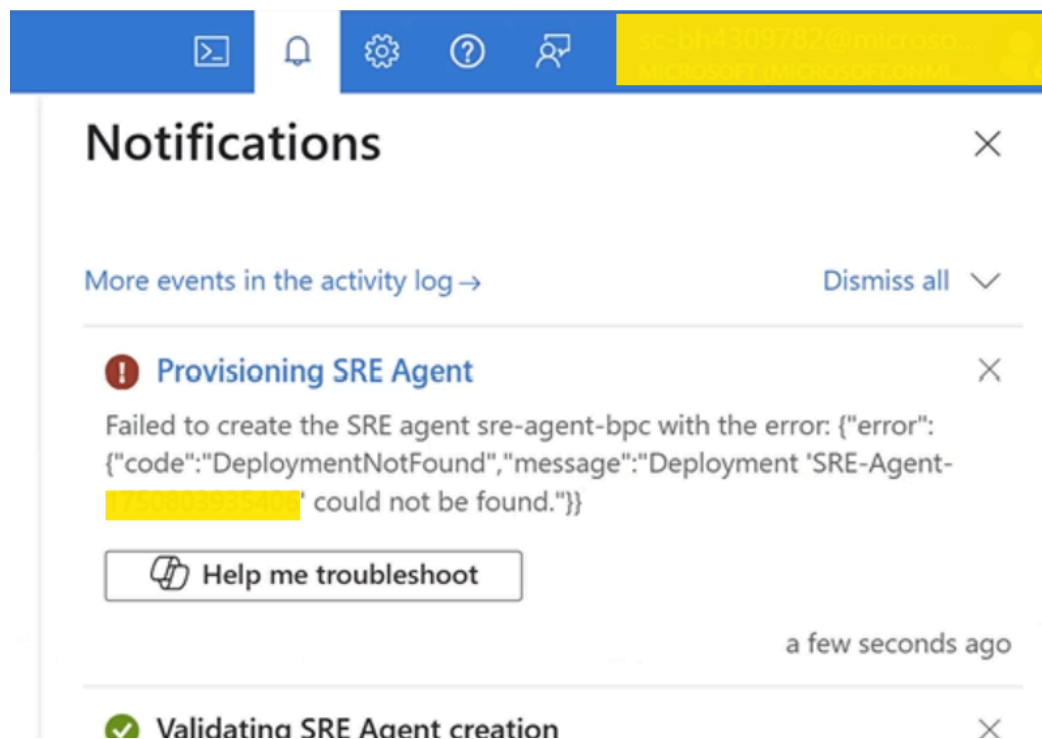 Notifications
More events in the activity log →
Dismiss all
Provisioning SRE Agent
Failed to create the SRE agent sre-agent-bpc with the error: {"error":
{"code":"DeploymentNotFound","message":"Deployment 'SRE-Agent-
' could not be found."}}
Help me troubleshoot
a few seconds ago
Validating SRE Agent creation